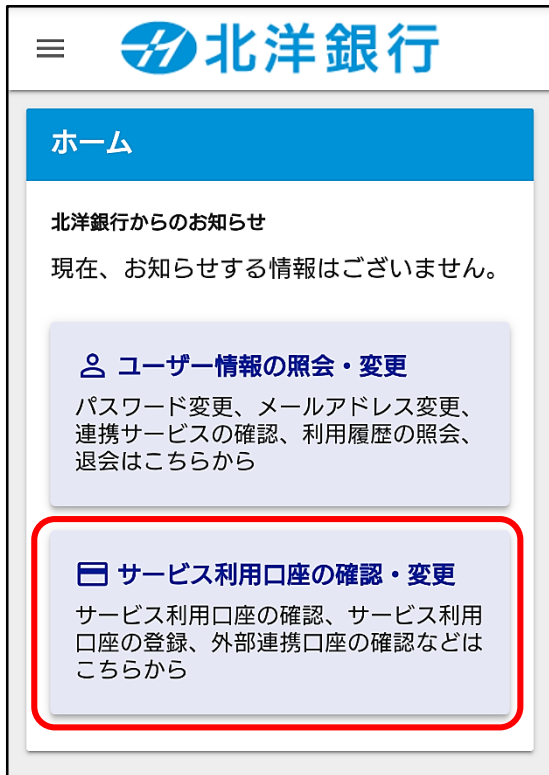 北洋銀行
ホーム
北洋銀行からのお知らせ
現在、お知らせする情報はございません。
ユーザー情報の照会・変更
パスワード変更、メールアドレス変更、
連携サービスの確認、利用履歴の照会、
退会はこちらから
サービス利用口座の確認・変更
サービス利用口座の確認、サービス利用
口座の登録、外部連携口座の確認などは
こちらから